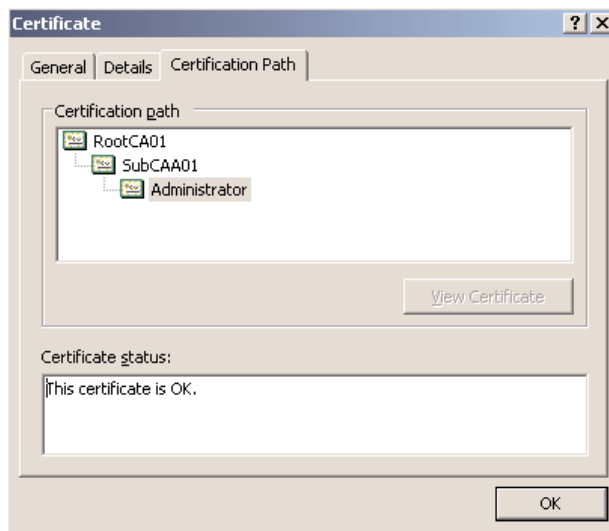 Certificate
General Details Certification Path
Certification path
RootCA01
SubCAA01
Administrator
View Certificate
Certificate status:
This certificate is OK.
OK